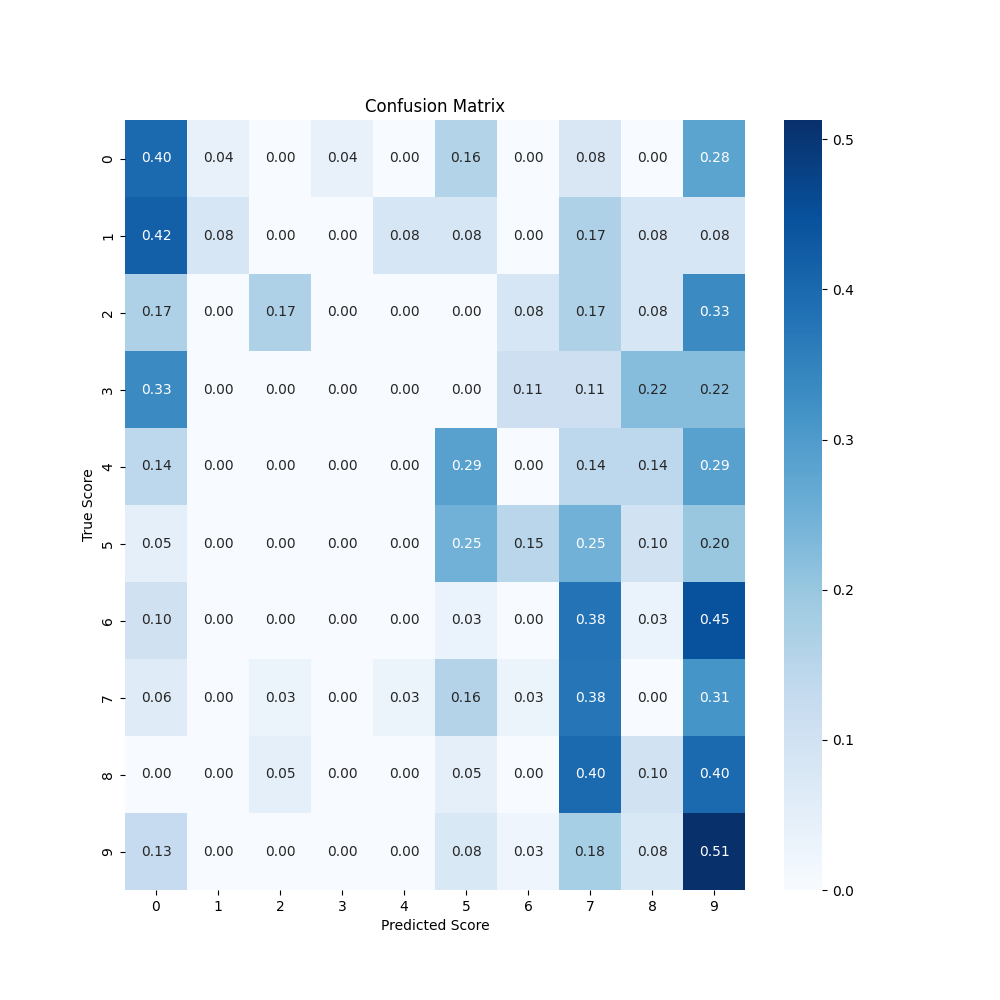 Confusion Matrix
0 0.40 0.04 0.00 0.04 0.00 0.16 0.00 0.08 0.00 0.28
1 0.42 0.08 0.00 0.00 0.08 0.08 0.00 0.17 0.08 0.08
2 0.17 0.00 0.17 0.00 0.00 0.00 0.08 0.17 0.08 0.33
3 0.33 0.00 0.00 0.00 0.00 0.00 0.11 0.11 0.22 0.22
4 0.14 0.00 0.00 0.00 0.00 0.29 0.00 0.14 0.14 0.29
5 0.05 0.00 0.00 0.00 0.00 0.25 0.15 0.25 0.10 0.20
6 0.10 0.00 0.00 0.00 0.00 0.03 0.00 0.38 0.03 0.45
7 0.06 0.00 0.03 0.00 0.03 0.16 0.03 0.38 0.00 0.31
8 0.00 0.00 0.05 0.00 0.00 0.05 0.00 0.40 0.10 0.40
9 0.13 0.00 0.00 0.00 0.00 0.08 0.03 0.18 0.08 0.51
0 1 2 3 4 5 6 7 8 9
Predicted Score
True Score
0.5
0.4
0.3
0.2
0.1
0.0